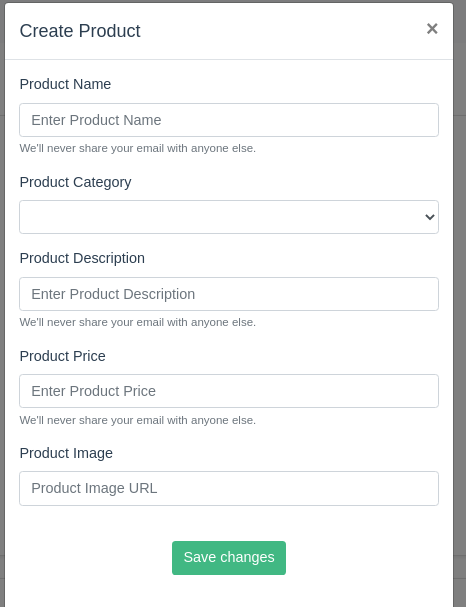 Create Product
×
Product Name
Enter Product Name
We'll never share your email with anyone else.
Product Category
Product Description
Enter Product Description
We'll never share your email with anyone else.
Product Price
Enter Product Price
We'll never share your email with anyone else.
Product Image
Product Image URL
Save changes